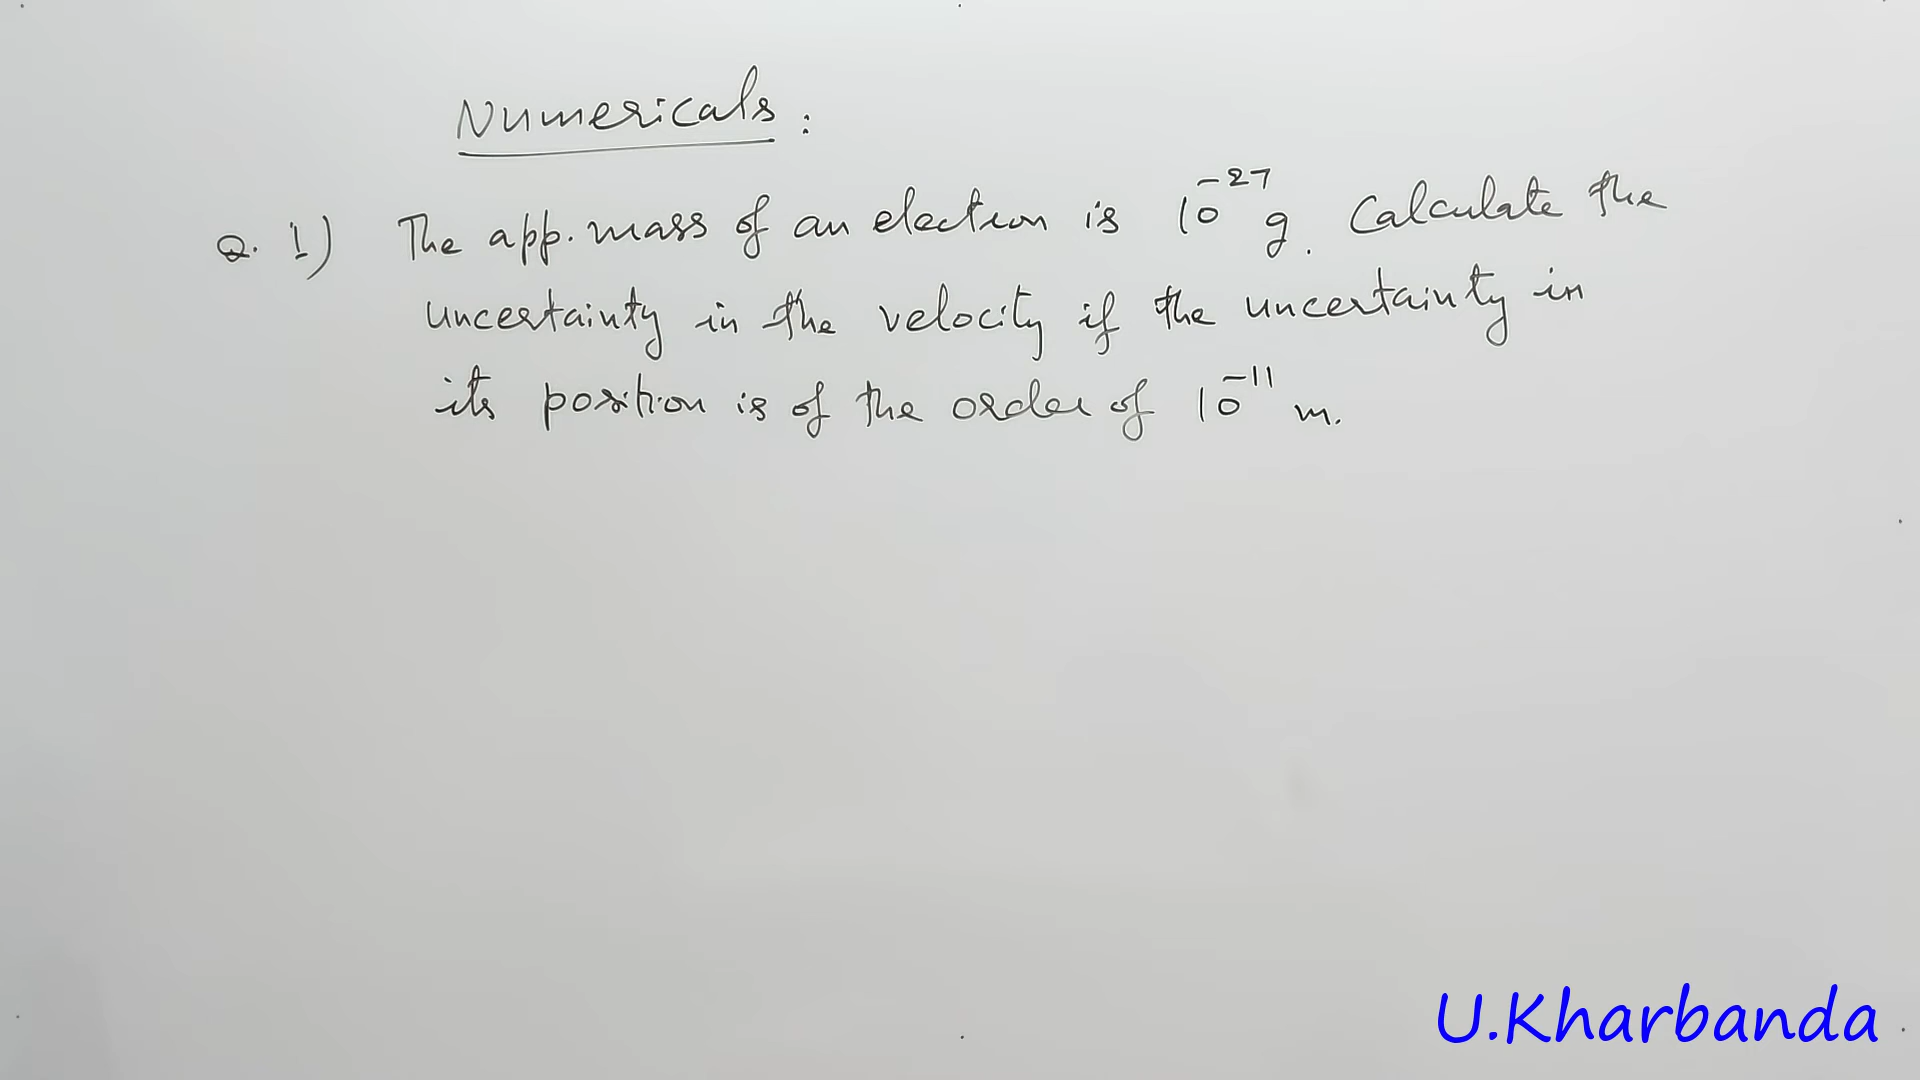 Numericals :
Q. 1) The app. mass of an electron is 10⁻²⁷ g. Calculate the
uncertainty in the velocity if the uncertainty in
its position is of the order of 10⁻¹¹ m.
U.Kharbanda